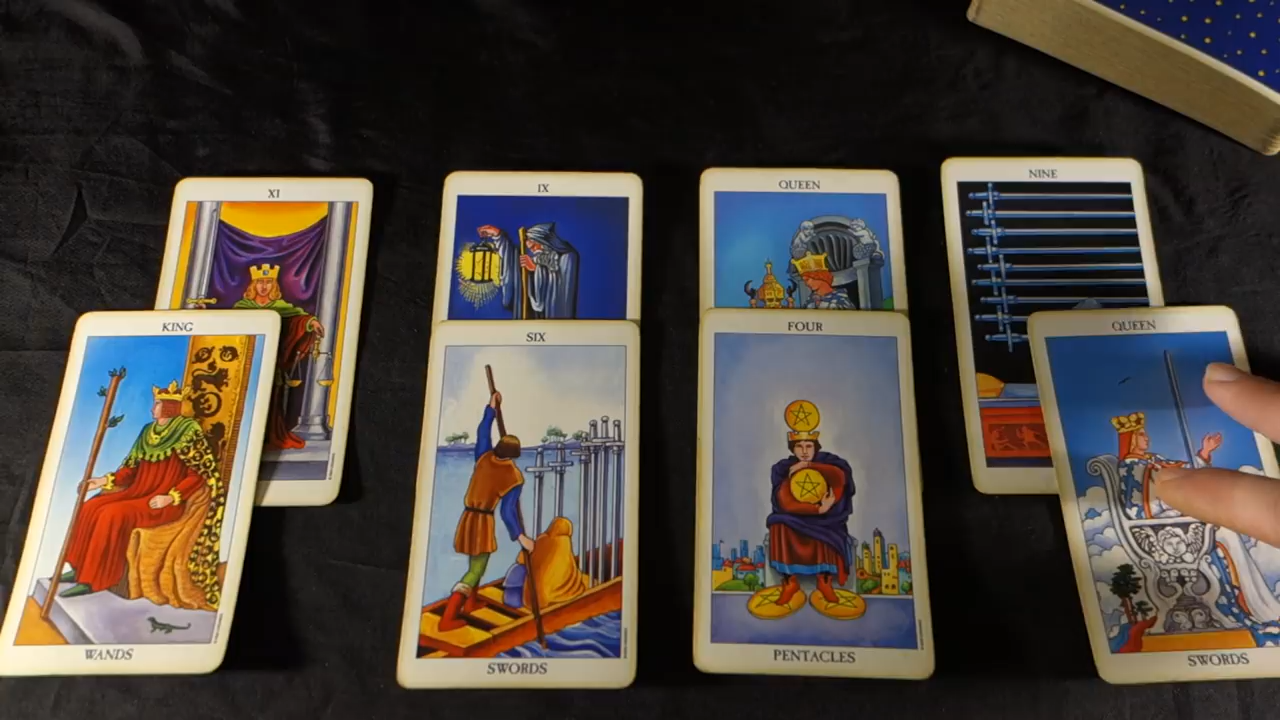 XI
IX
QUEEN
NINE
KING
WANDS
SIX
SWORDS
FOUR
PENTACLES
QUEEN
SWORDS